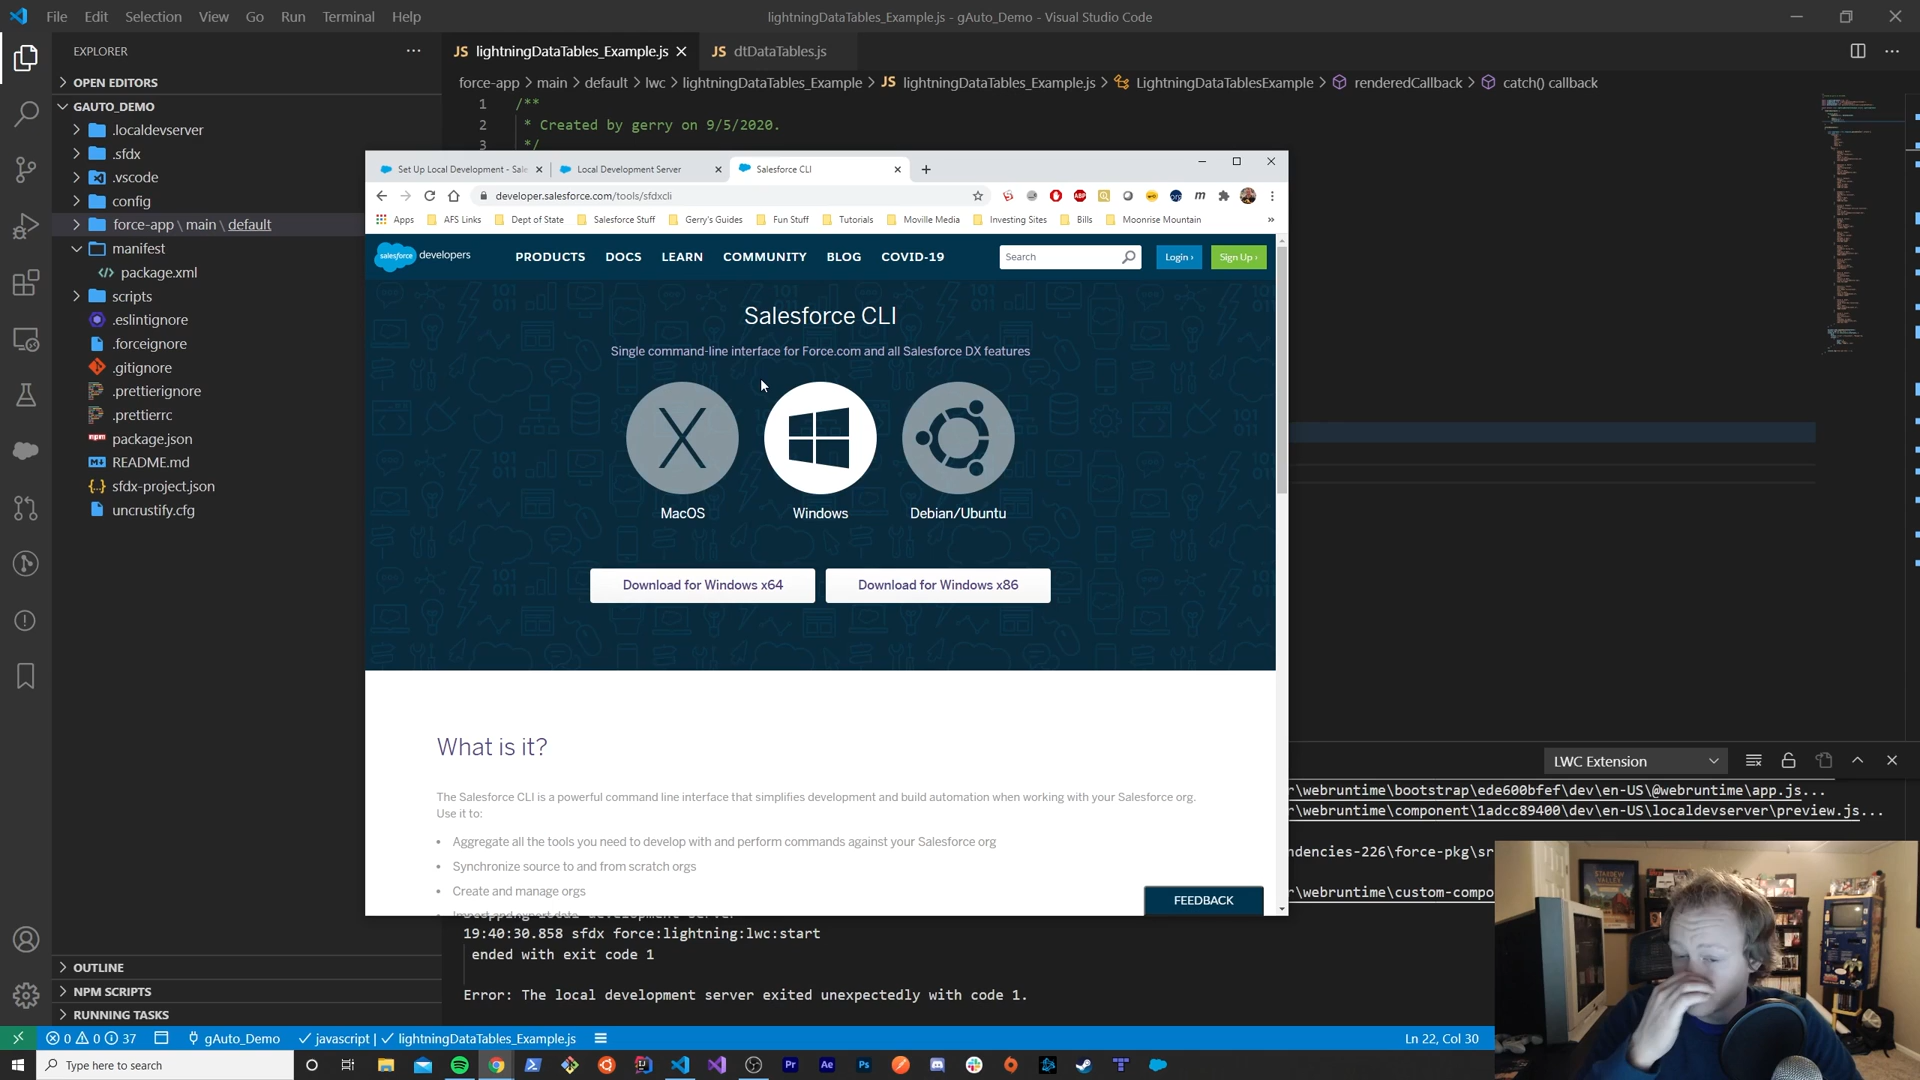 File Edit Selection View Go Run Terminal Help
lightningDataTables_Example.js - gAuto_Demo - Visual Studio Code
EXPLORER
OPEN EDITORS
GAUTO_DEMO
.localdevserver
.sfdx
.vscode
config
force-app \ main \ default
manifest
package.xml
scripts
.eslintignore
.forceignore
.gitignore
.prettierignore
.prettierrc
package.json
README.md
sfdx-project.json
uncrustify.cfg
OUTLINE
NPM SCRIPTS
RUNNING TASKS
JS lightningDataTables_Example.js
JS dtDataTables.js
force-app > main > default > lwc > lightningDataTables_Example > JS lightningDataTables_Example.js > LightningDataTablesExample > renderedCallback > catch() callback
1 /**
2 * Created by gerry on 9/5/2020.
3 */
Set Up Local Development - Sale
Local Development Server
Salesforce CLI
developer.salesforce.com/tools/sfdxcli
Apps AFS Links Dept of State Salesforce Stuff Gerry's Guides Fun Stuff Tutorials Moville Media Investing Sites Bills Moonrise Mountain
salesforce developers
PRODUCTS DOCS LEARN COMMUNITY BLOG COVID-19
Search
Login ›
Sign Up ›
Salesforce CLI
Single command-line interface for Force.com and all Salesforce DX features
MacOS Windows Debian/Ubuntu
Download for Windows x64 Download for Windows x86
What is it?
The Salesforce CLI is a powerful command line interface that simplifies development and build automation when working with your Salesforce org.
Use it to:
• Aggregate all the tools you need to develop with and perform commands against your Salesforce org
• Synchronize source to and from scratch orgs
• Create and manage orgs
FEEDBACK
LWC Extension
r\webruntime\bootstrap\ede600bfef\dev\en-US\@webruntime\app.js...
r\webruntime\component\1adcc89400\dev\en-US\localdevserver\preview.js...
ndencies-226\force-pkg\sr
r\webruntime\custom-compo
19:40:30.858 sfdx force:lightning:lwc:start
ended with exit code 1
Error: The local development server exited unexpectedly with code 1.
0 0 37 gAuto_Demo javascript | lightningDataTables_Example.js
Ln 22, Col 30
Type here to search
STARDEW VALLEY